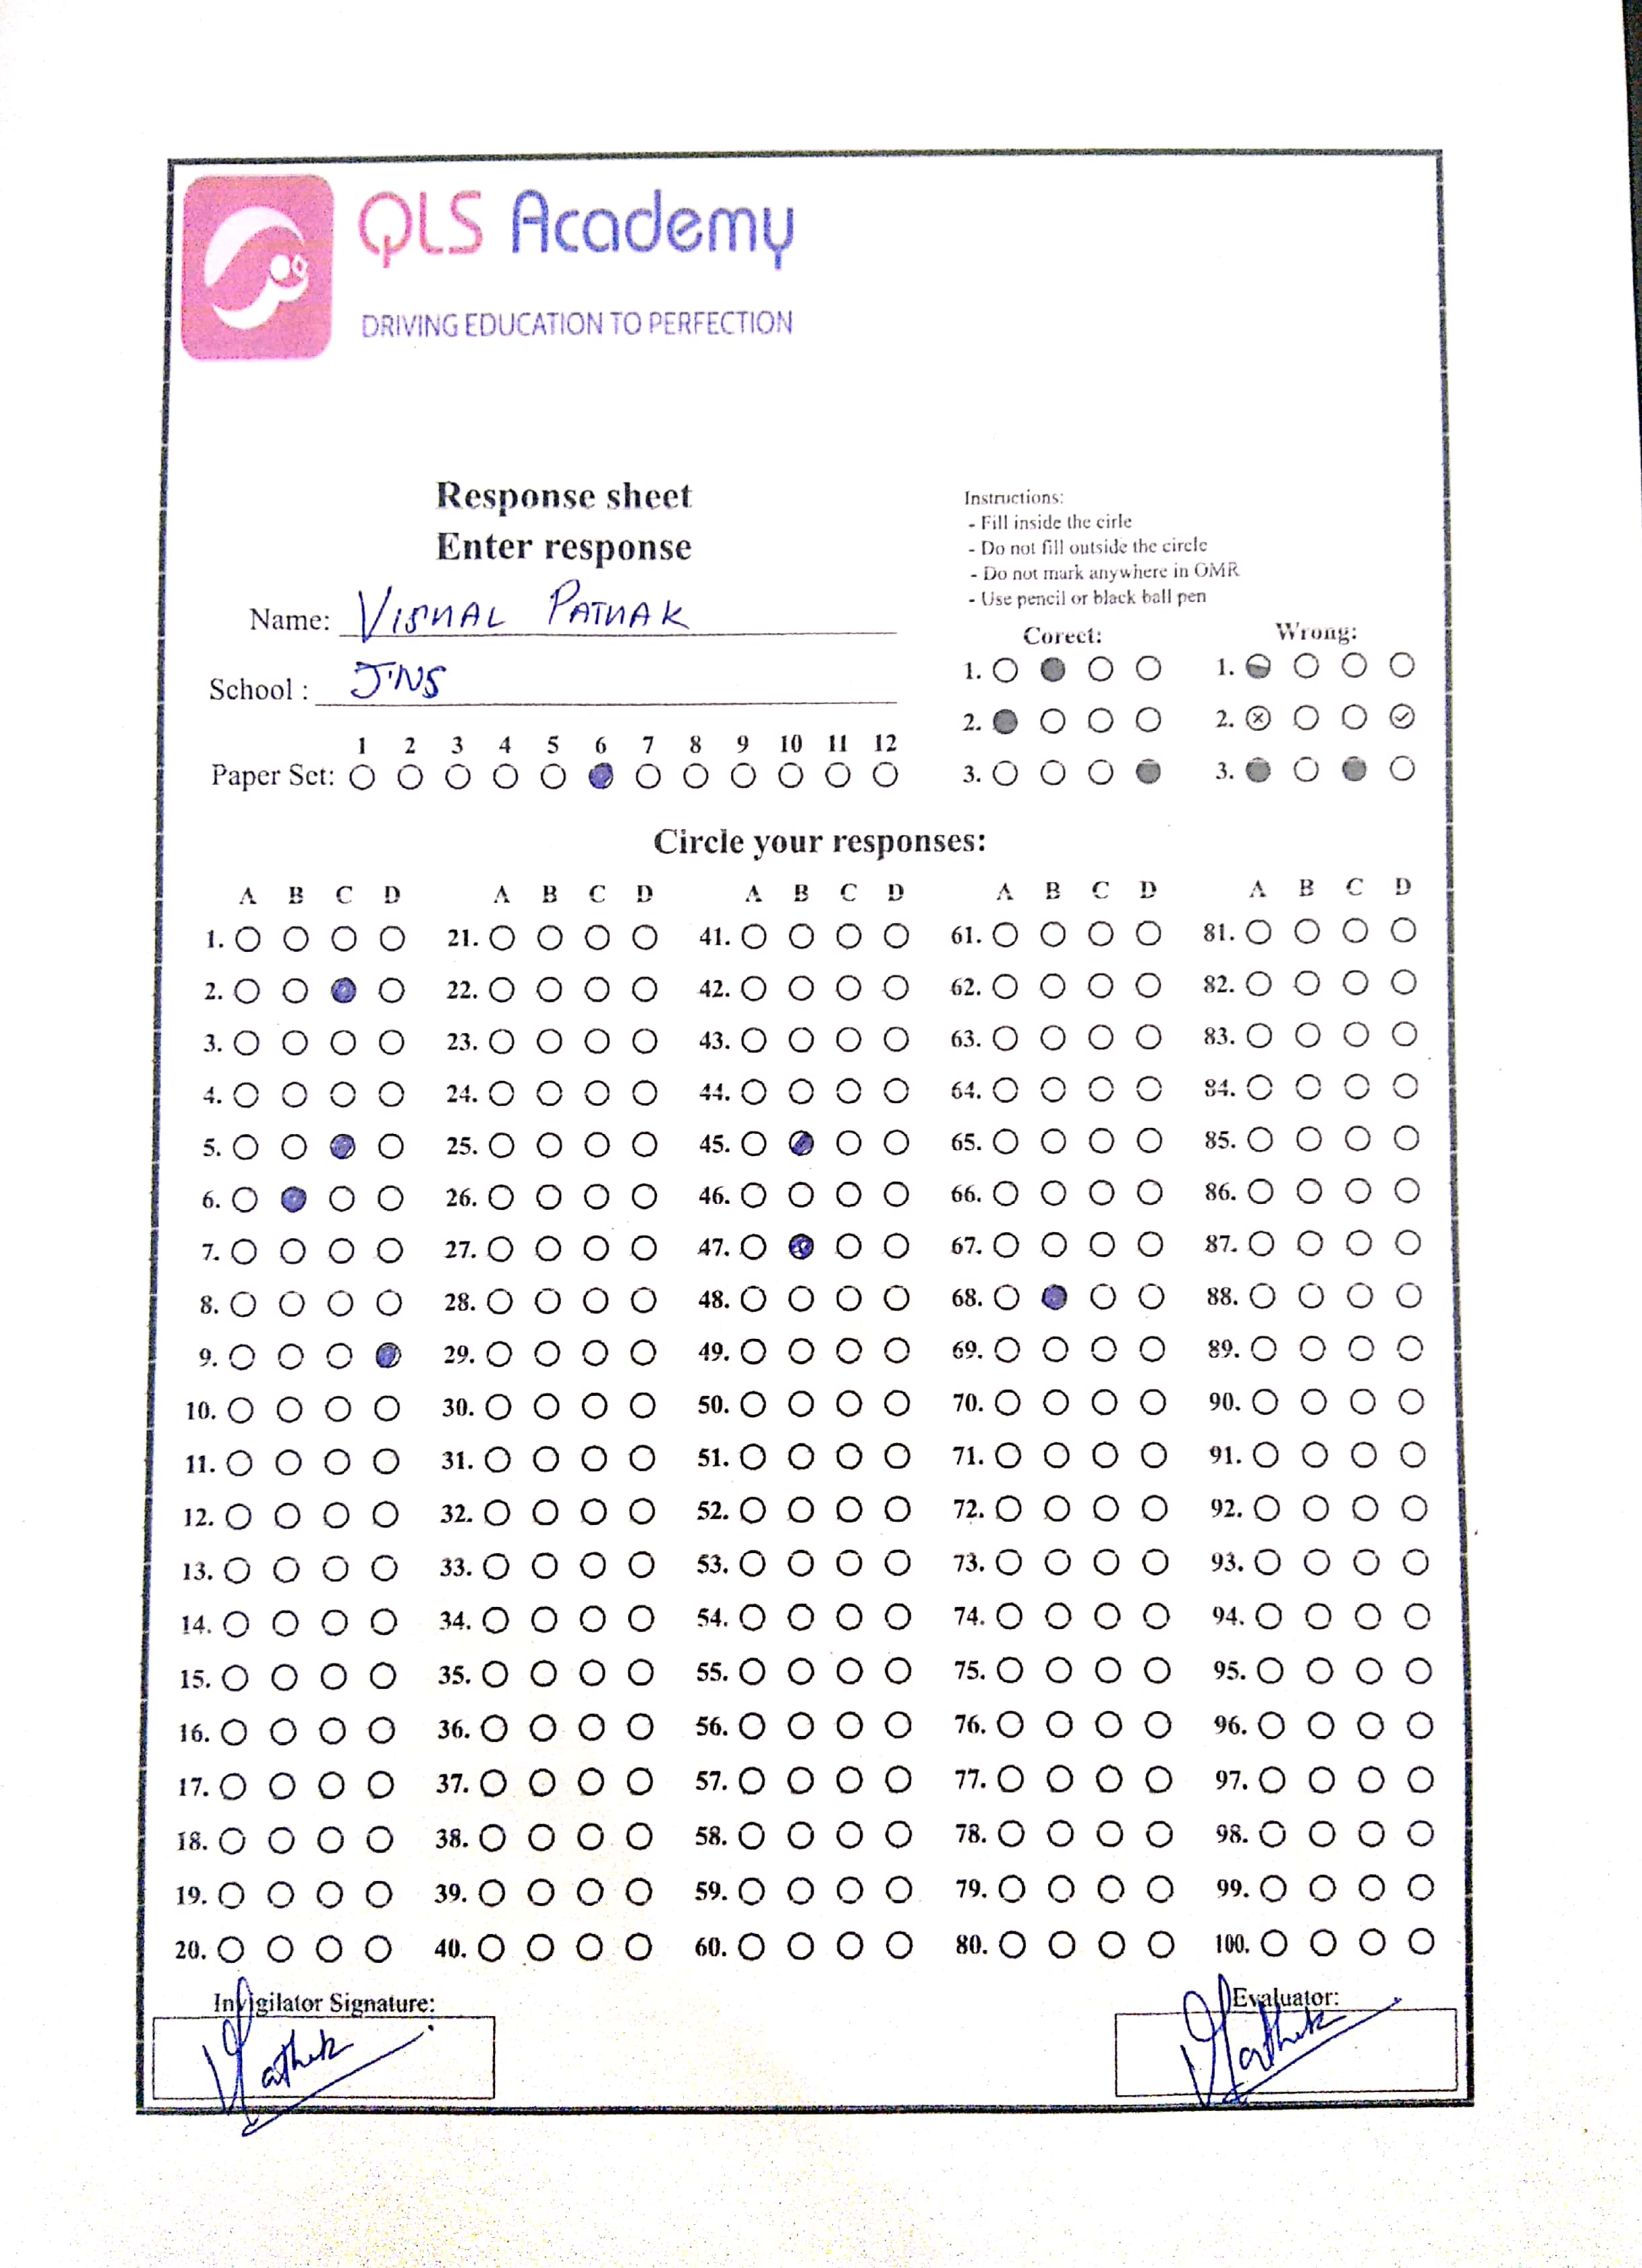 QLS Academy
DRIVING EDUCATION TO PERFECTION
Response sheet
Enter response
Name: VISHAL PATHAK
School : JNS
1 2 3 4 5 6 7 8 9 10 11 12
Paper Set:
Instructions:
- Fill inside the cirle
- Do not fill outside the circle
- Do not mark anywhere in OMR
- Use pencil or black ball pen
Corect: Wrong:
1. 1.
2. 2.
3. 3.
Circle your responses:
A B C D A B C D A B C D A B C D A B C D
1. 21. 41. 61. 81.
2. 22. 42. 62. 82.
3. 23. 43. 63. 83.
4. 24. 44. 64. 84.
5. 25. 45. 65. 85.
6. 26. 46. 66. 86.
7. 27. 47. 67. 87.
8. 28. 48. 68. 88.
9. 29. 49. 69. 89.
10. 30. 50. 70. 90.
11. 31. 51. 71. 91.
12. 32. 52. 72. 92.
13. 33. 53. 73. 93.
14. 34. 54. 74. 94.
15. 35. 55. 75. 95.
16. 36. 56. 76. 96.
17. 37. 57. 77. 97.
18. 38. 58. 78. 98.
19. 39. 59. 79. 99.
20. 40. 60. 80. 100.
Invigilator Signature: Evaluator: